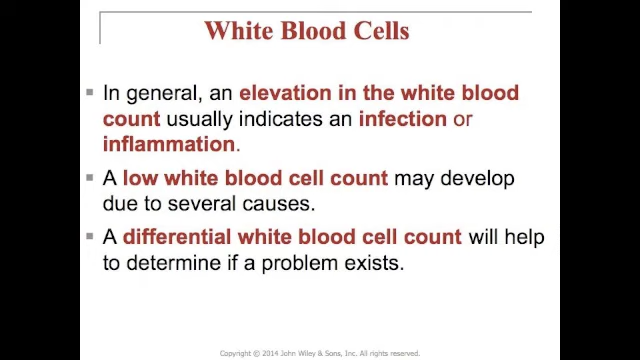 White Blood Cells
In general, an elevation in the white blood
count usually indicates an infection or
inflammation.
A low white blood cell count may develop
due to several causes.
A differential white blood cell count will help
to determine if a problem exists.
Copyright © 2014 John Wiley & Sons, Inc. All rights reserved.